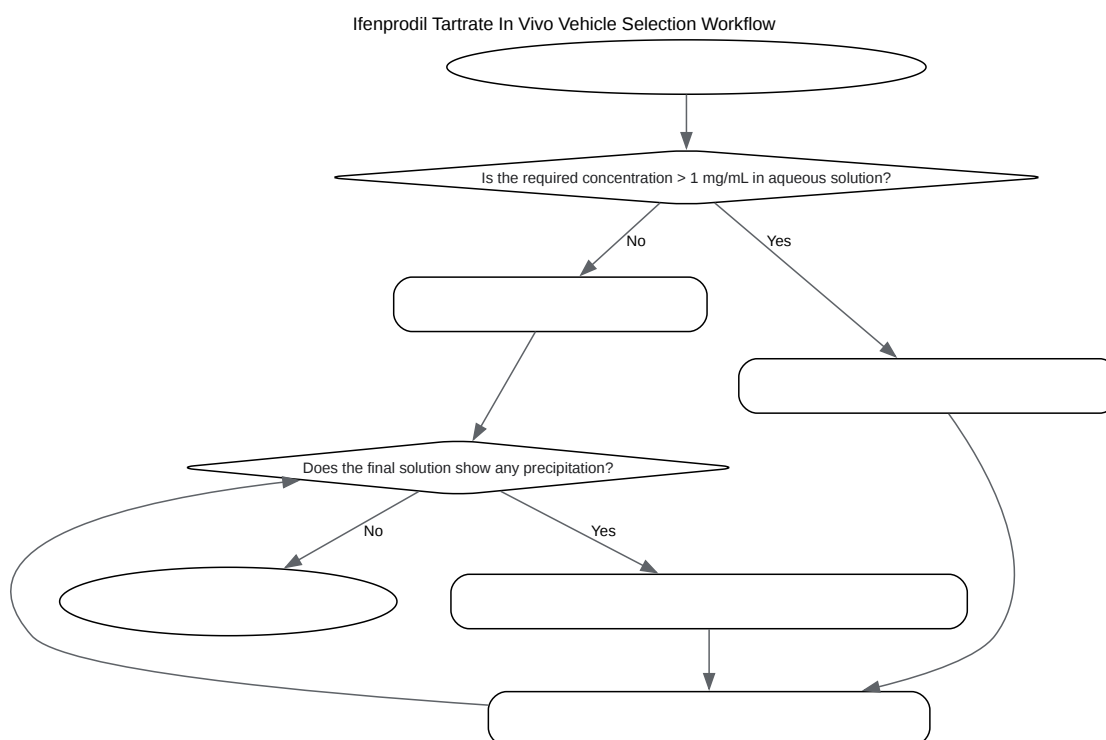 Ifenprodil Tartrate In Vivo Vehicle Selection Workflow
Is the required concentration > 1 mg/mL in aqueous solution?
No
Yes
Does the final solution show any precipitation?
No
Yes